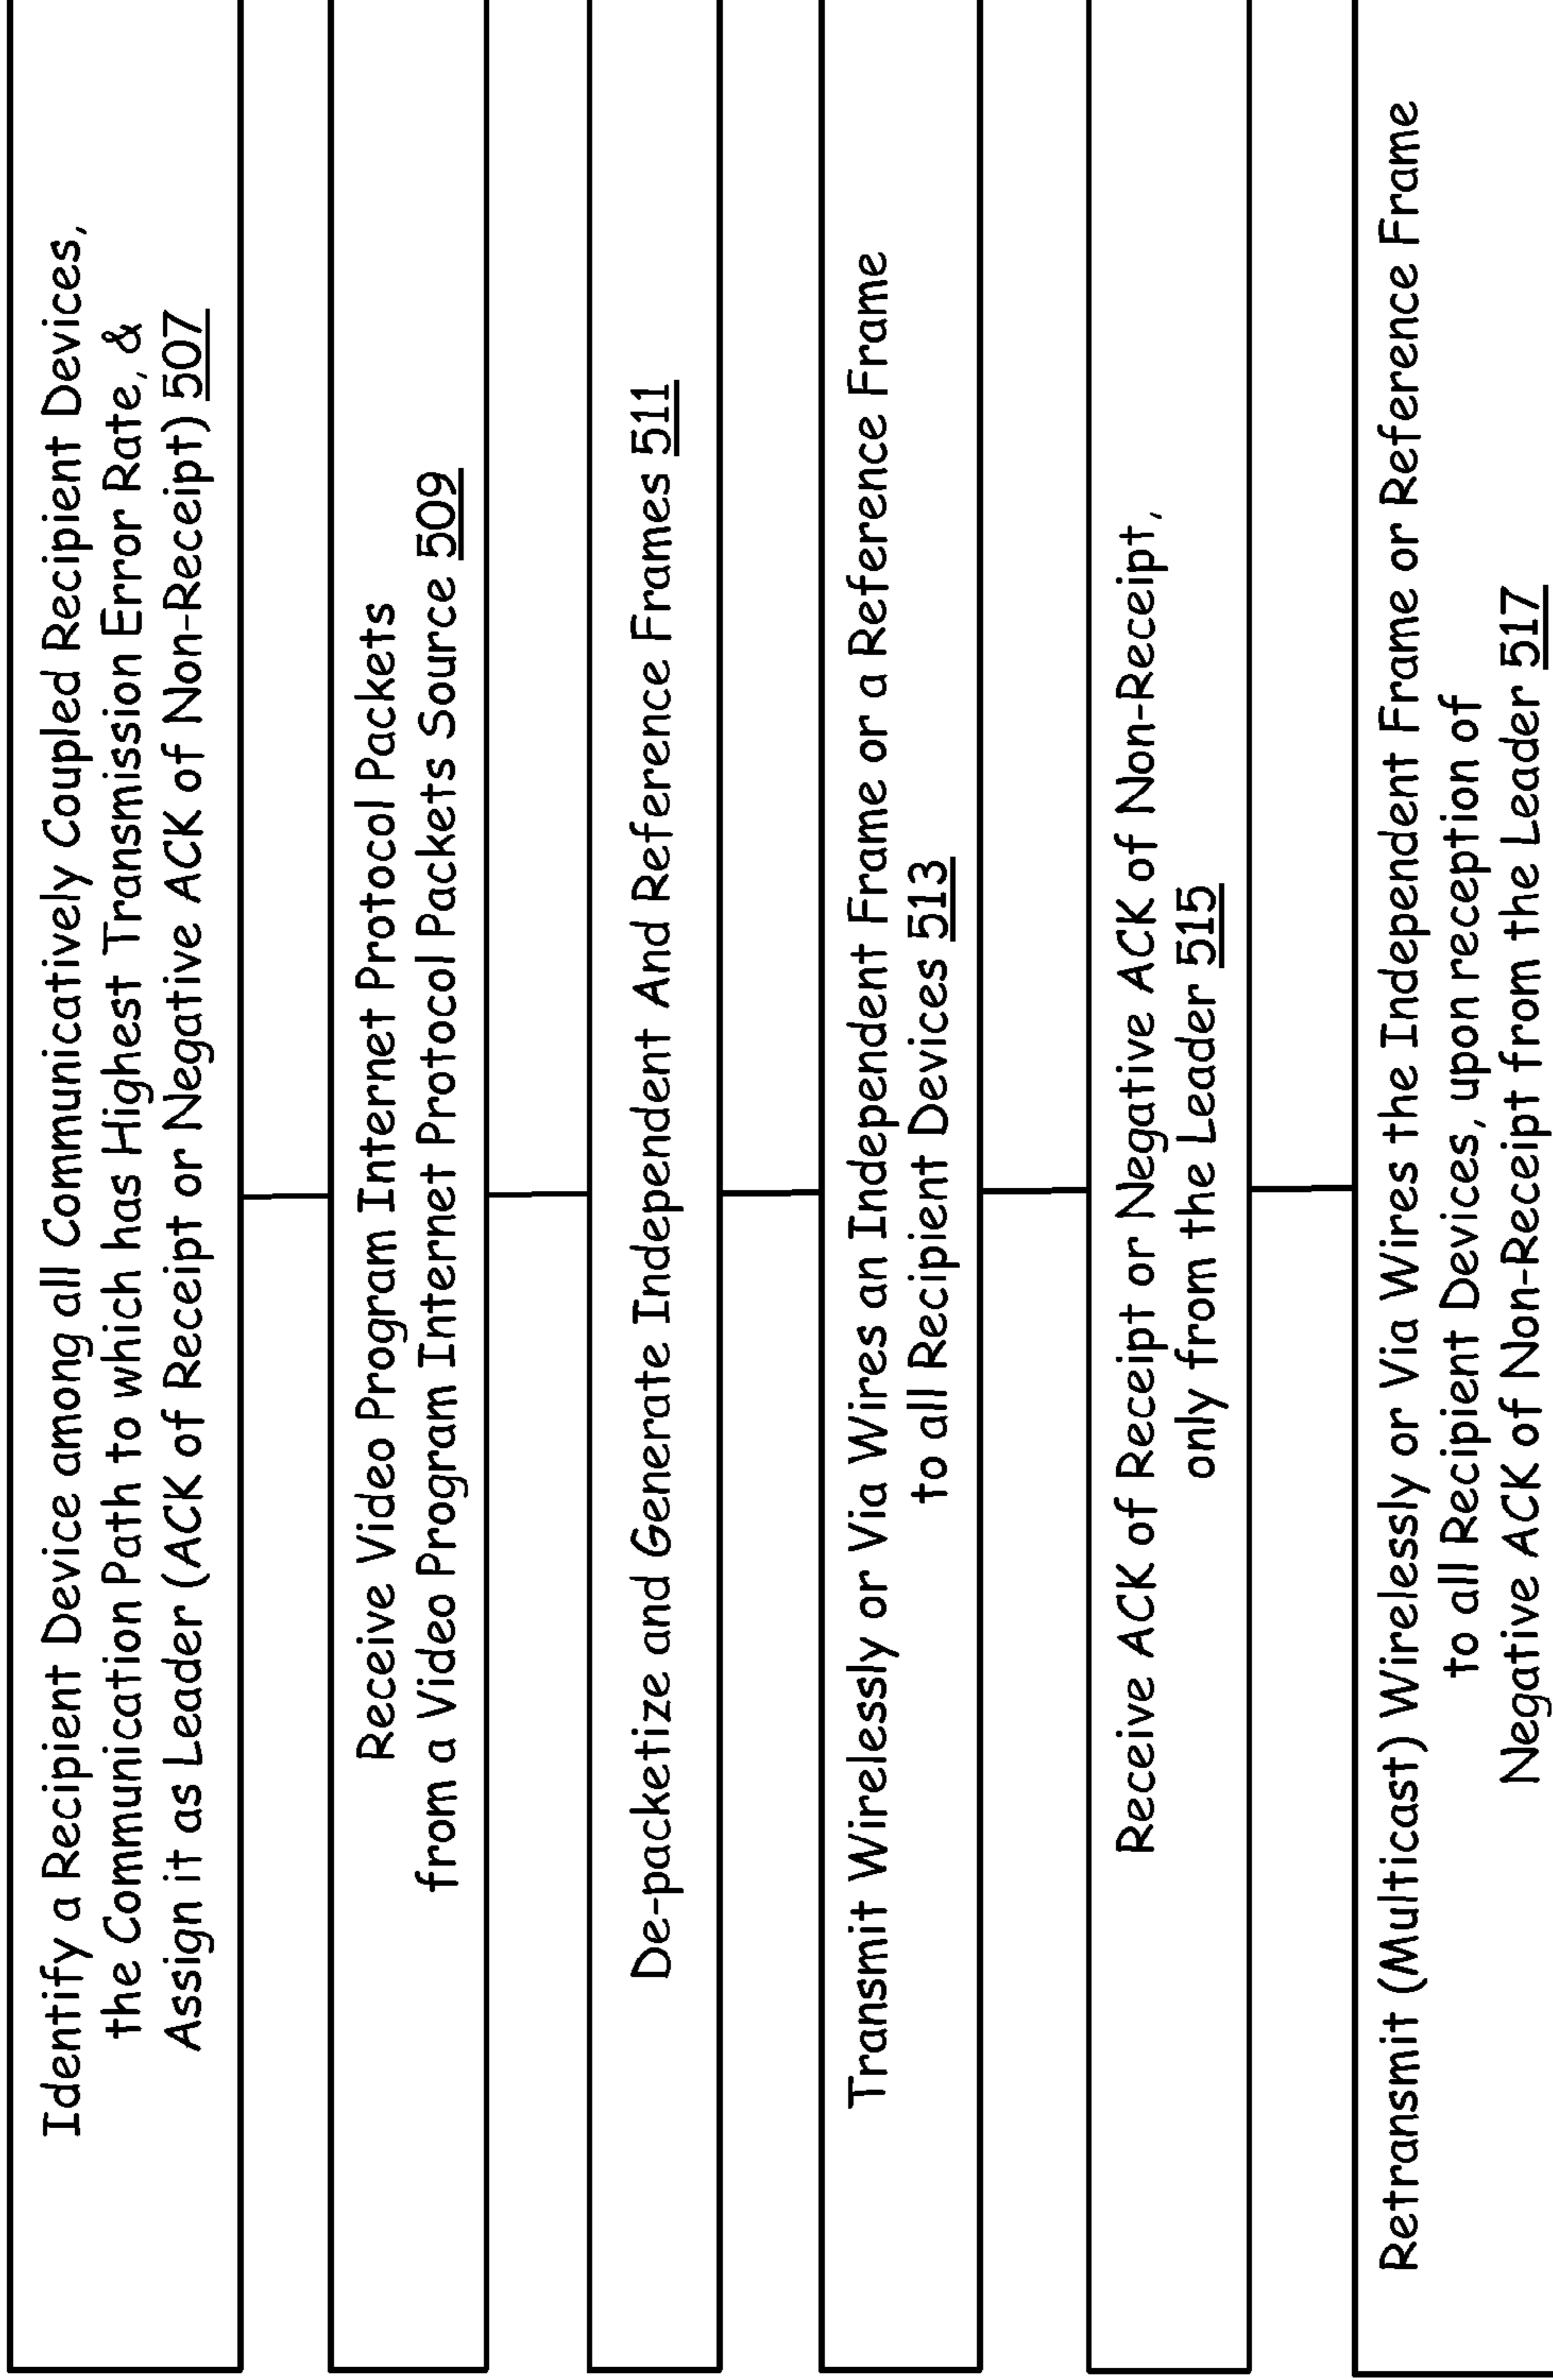 Identify a Recipient Device among all Communicatively Coupled Recipient Devices,
the Communication Path to which has Highest Transmission Error Rate, &
Assign it as Leader (ACK of Receipt or Negative ACK of Non-Receipt) 507
Receive Video Program Internet Protocol Packets
from a Video Program Internet Protocol Packets Source 509
De-packetize and Generate Independent And Reference Frames 511
Transmit Wirelessly or Via Wires an Independent Frame or a Reference Frame
to all Recipient Devices 513
Receive ACK of Receipt or Negative ACK of Non-Receipt,
only from the Leader 515
Retransmit (Multicast) Wirelessly or Via Wires the Independent Frame or Reference Frame
to all Recipient Devices, upon reception of
Negative ACK of Non-Receipt from the Leader 517